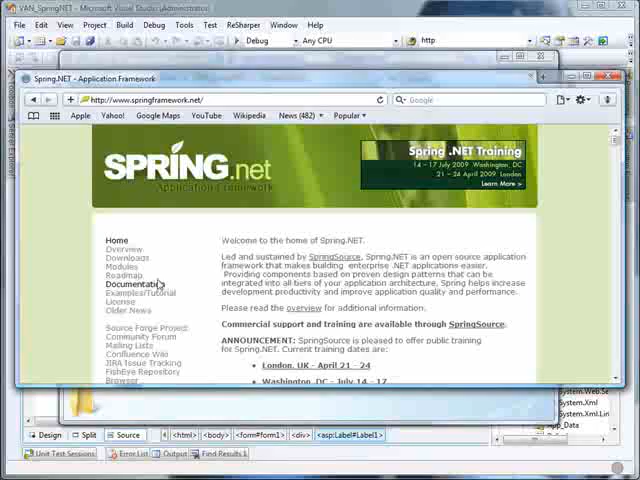 VAN_SpringNET - Microsoft Visual Studio (Administrator)
File Edit View Project Build Debug Tools Test ReSharper Window Help
Debug Any CPU http
Spring.NET - Application Framework
http://www.springframework.net/
Google
Apple Yahoo! Google Maps YouTube Wikipedia News (482) Popular
SPRING.net
Application Framework
Spring .NET Training
14 - 17 July 2009 Washington, DC
21 - 24 April 2009 London
Learn More >
Home
Overview
Downloads
Modules
Roadmap
Documentation
Examples/Tutorial
License
Older News
Source Forge Project
Community Forum
Mailing Lists
Confluence Wiki
JIRA Issue Tracking
FishEye Repository
Browser
Welcome to the home of Spring.NET.
Led and sustained by SpringSource, Spring.NET is an open source application
framework that makes building enterprise .NET applications easier.
Providing components based on proven design patterns that can be
integrated into all tiers of your application architecture, Spring helps increase
development productivity and improve application quality and performance.
Please read the overview for additional information.
Commercial support and training are available through SpringSource.
ANNOUNCEMENT: SpringSource is pleased to offer public training
for Spring.NET. Current training dates are:
• London, UK - April 21 - 24
• Washington, DC - July 14 - 17
Server Explorer
System.Web.Se
System.Xml
System.Xml.Lin
App_Data
Design Split Source <html> <body> <form#form1> <div> <asp:Label#Label1>
Unit Test Sessions Error List Output Find Results 1